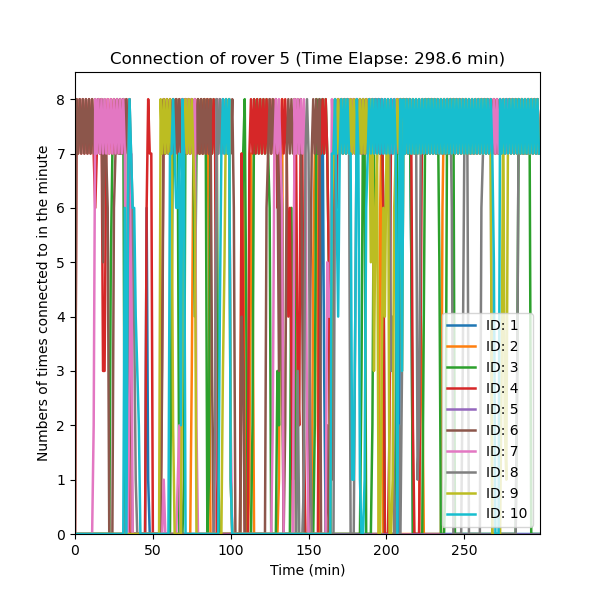 Connection of rover 5 (Time Elapse: 298.6 min)
Numbers of times connected to in the minute
8
7
6
5
4
3
2
1
0
0 50 100 150 200 250
Time (min)
ID: 1
ID: 2
ID: 3
ID: 4
ID: 5
ID: 6
ID: 7
ID: 8
ID: 9
ID: 10